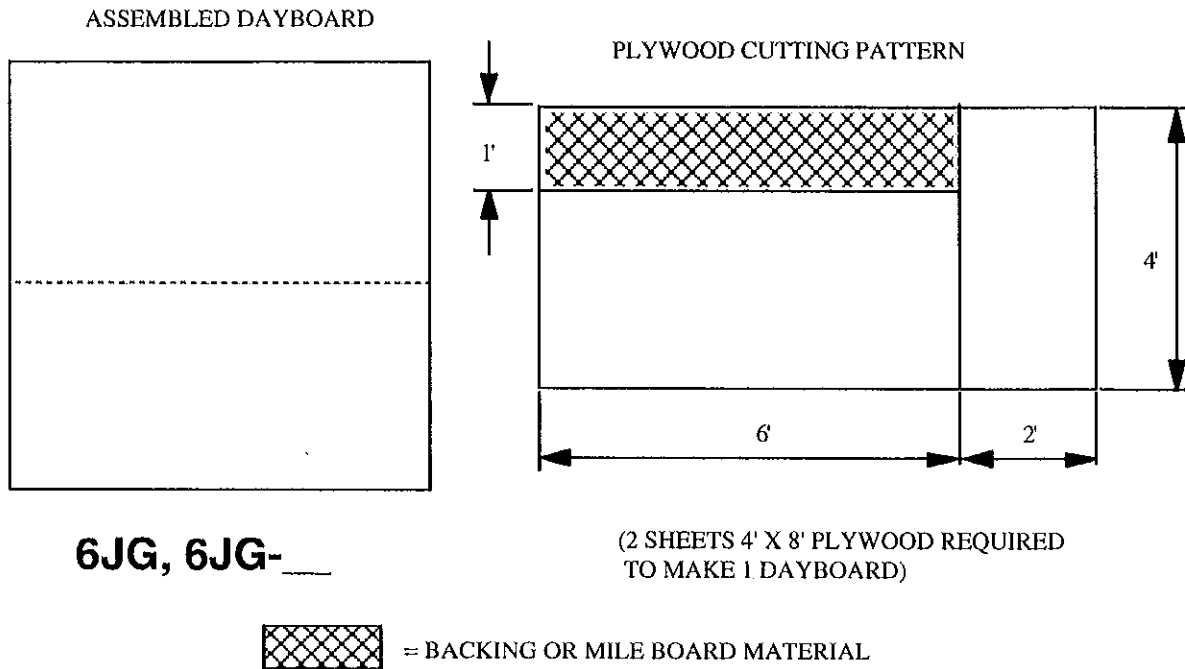 ASSEMBLED DAYBOARD
PLYWOOD CUTTING PATTERN
1'
4'
6'
2'
6JG, 6JG-__
(2 SHEETS 4' X 8' PLYWOOD REQUIRED
TO MAKE 1 DAYBOARD)
= BACKING OR MILE BOARD MATERIAL